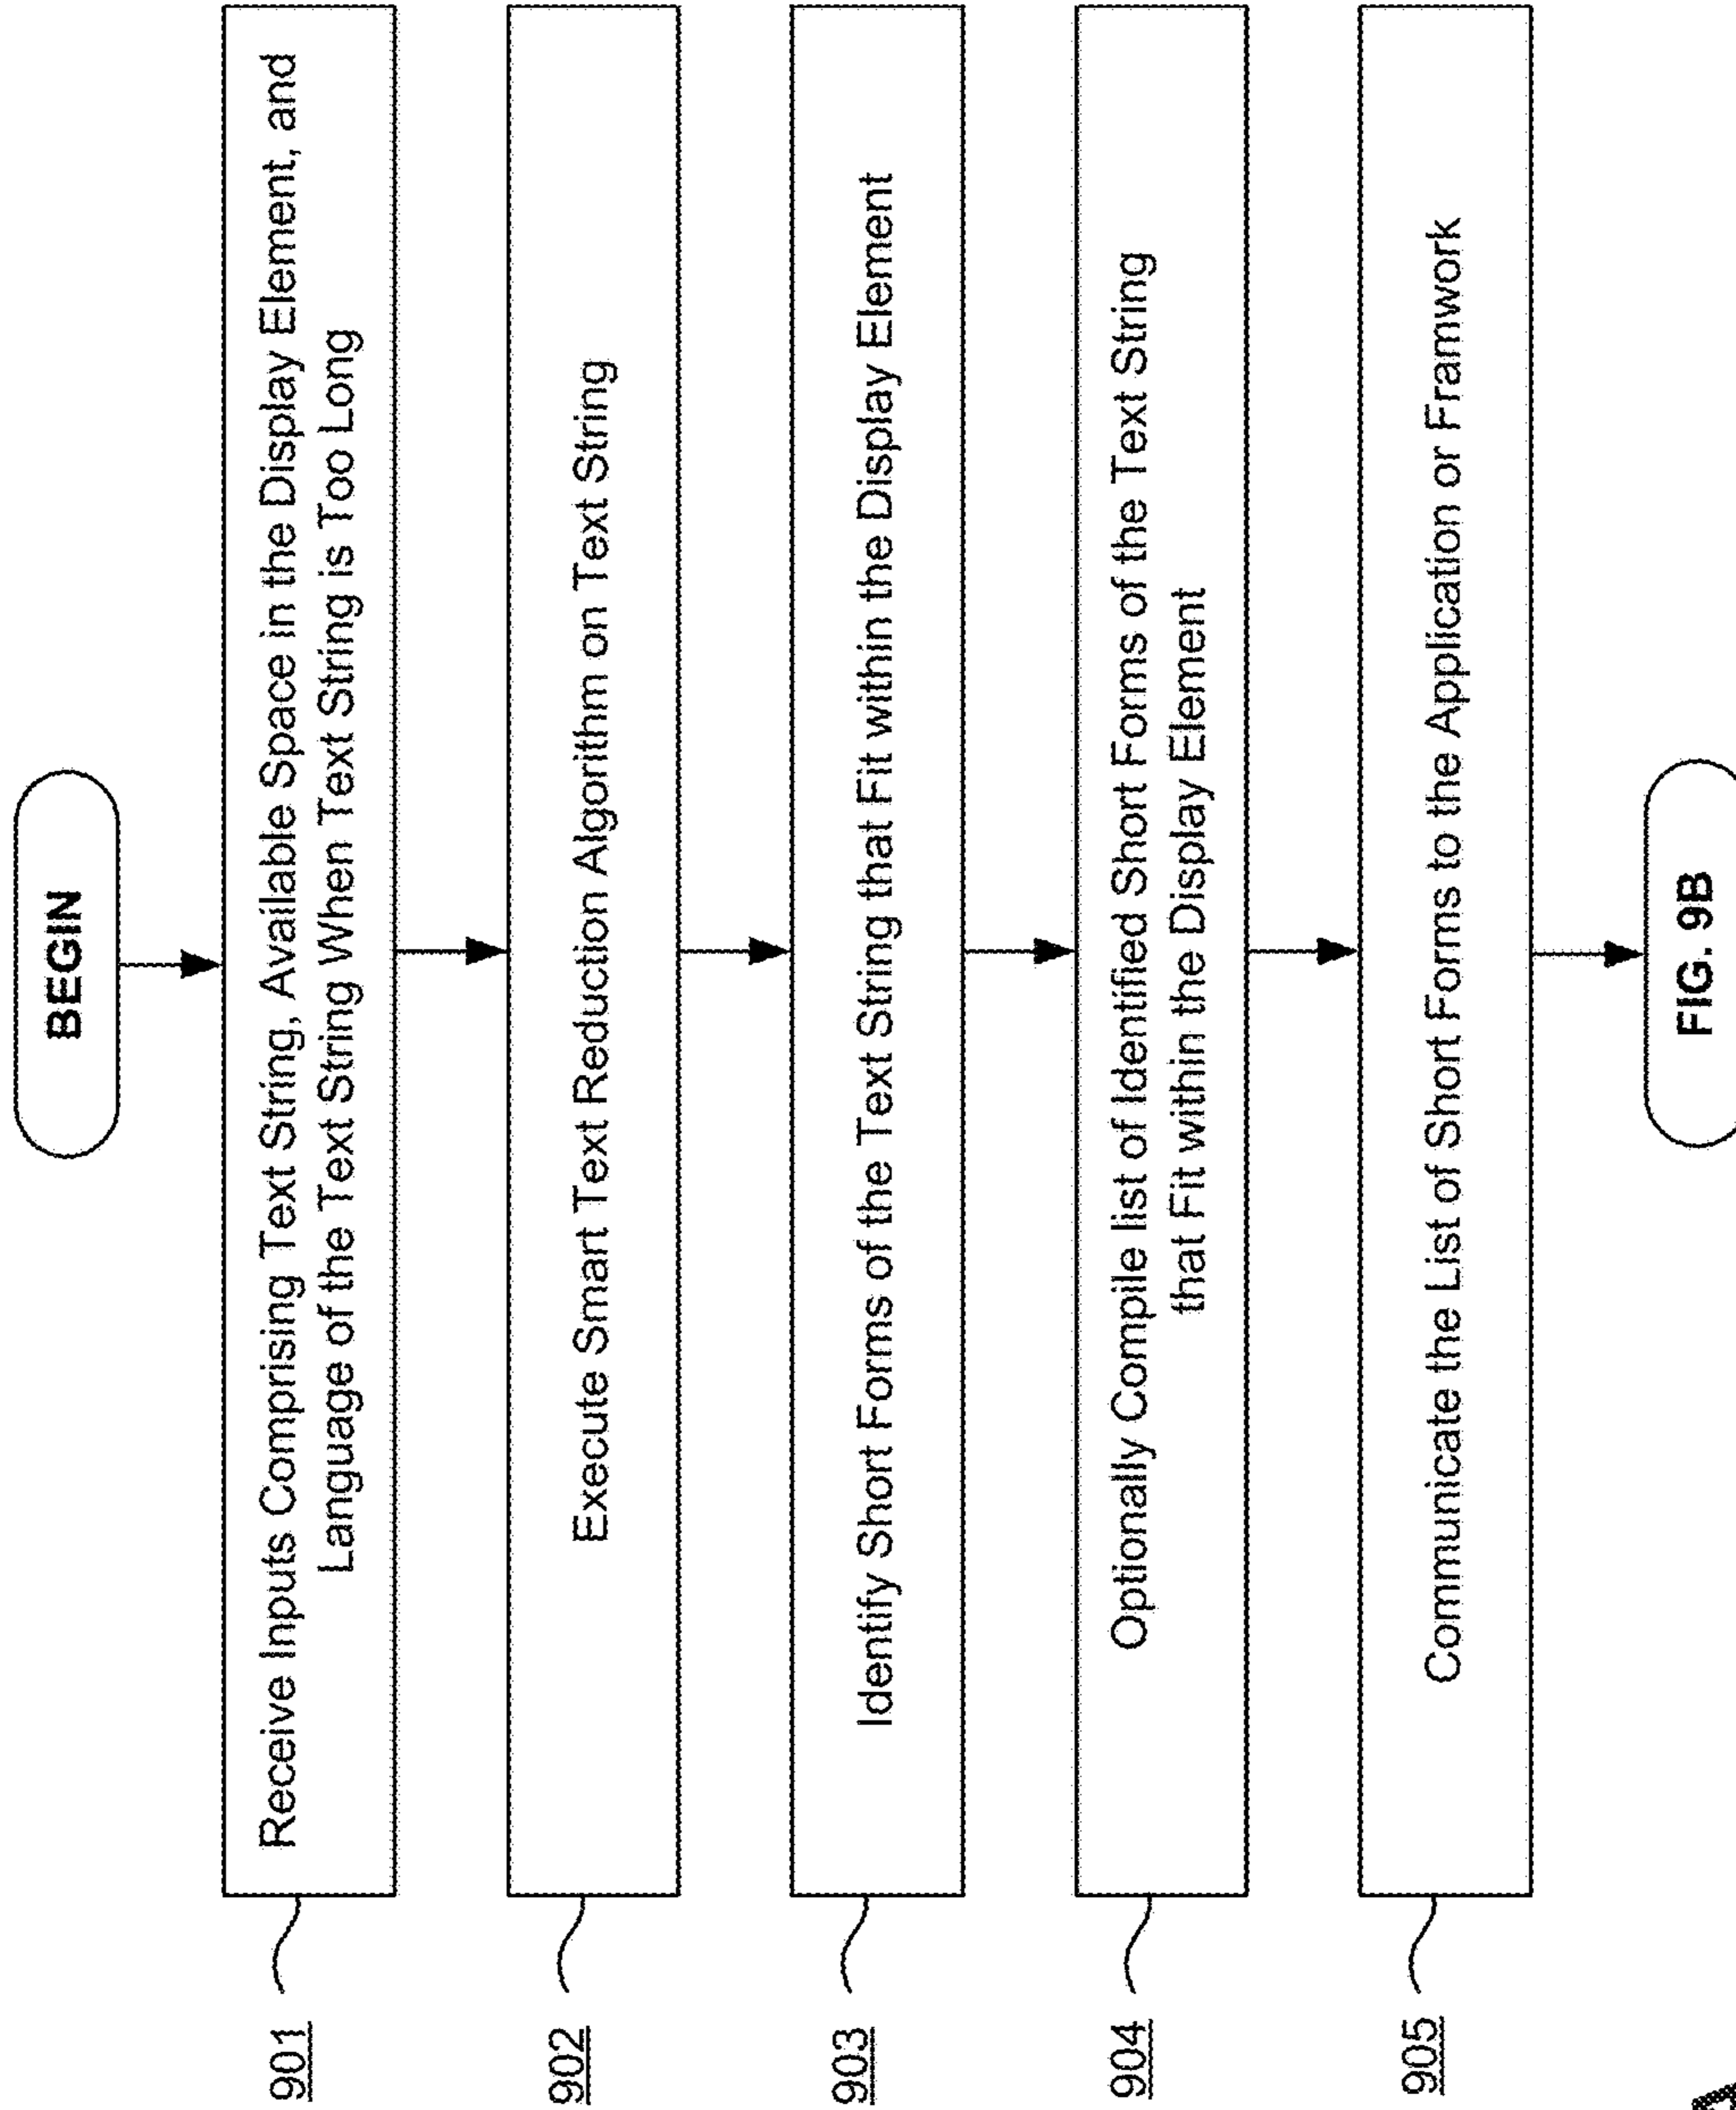 BEGIN
901
Receive Inputs Comprising Text String, Available Space in the Display Element, and
Language of the Text String When Text String is Too Long
902
Execute Smart Text Reduction Algorithm on Text String
903
Identify Short Forms of the Text String that Fit within the Display Element
904
Optionally Compile list of Identified Short Forms of the Text String
that Fit within the Display Element
905
Communicate the List of Short Forms to the Application or Framwork
FIG. 9B